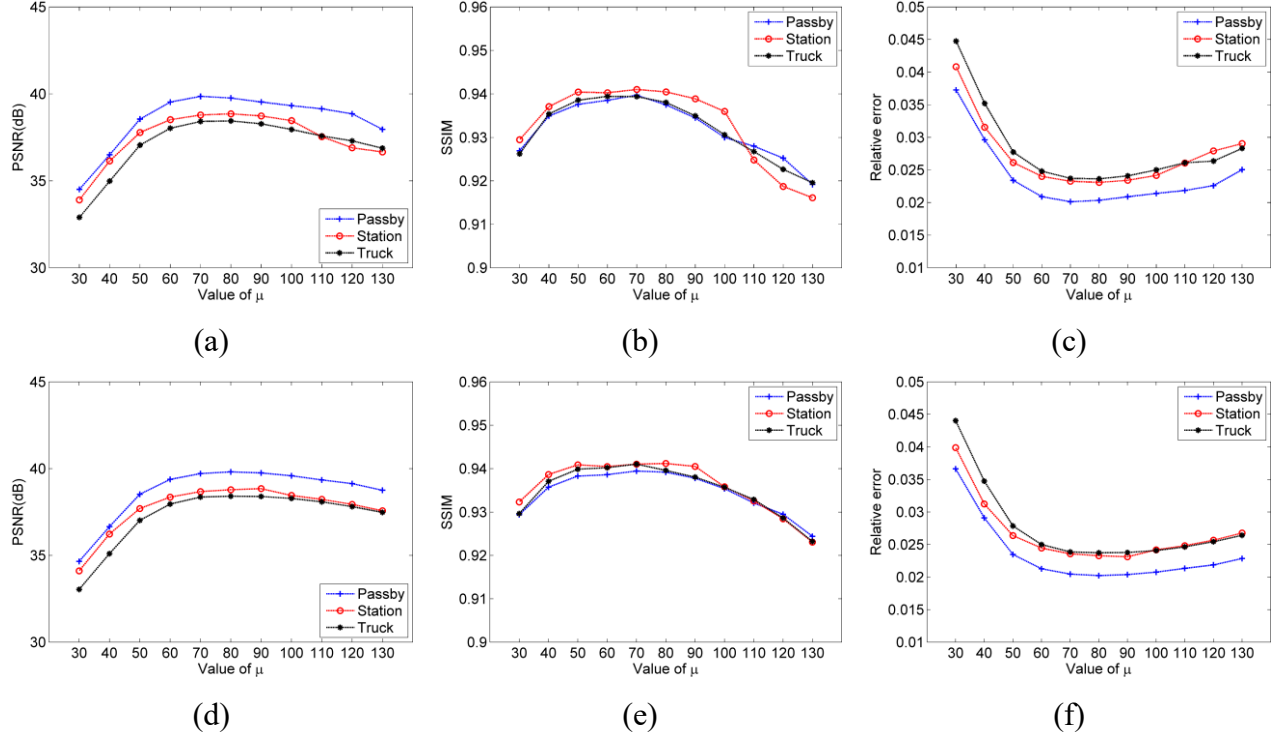 45
40
35
30
PSNR(dB)
Passby
Station
Truck
30 40 50 60 70 80 90 100 110 120 130
Value of μ
(a)
0.96
0.95
0.94
0.93
0.92
0.91
0.9
SSIM
Passby
Station
Truck
30 40 50 60 70 80 90 100 110 120 130
Value of μ
(b)
0.05
0.045
0.04
0.035
0.03
0.025
0.02
0.015
0.01
Relative error
Passby
Station
Truck
30 40 50 60 70 80 90 100 110 120 130
Value of μ
(c)
45
40
35
30
PSNR(dB)
Passby
Station
Truck
30 40 50 60 70 80 90 100 110 120 130
Value of μ
(d)
0.96
0.95
0.94
0.93
0.92
0.91
0.9
SSIM
Passby
Station
Truck
30 40 50 60 70 80 90 100 110 120 130
Value of μ
(e)
0.05
0.045
0.04
0.035
0.03
0.025
0.02
0.015
0.01
Relative error
Passby
Station
Truck
30 40 50 60 70 80 90 100 110 120 130
Value of μ
(f)